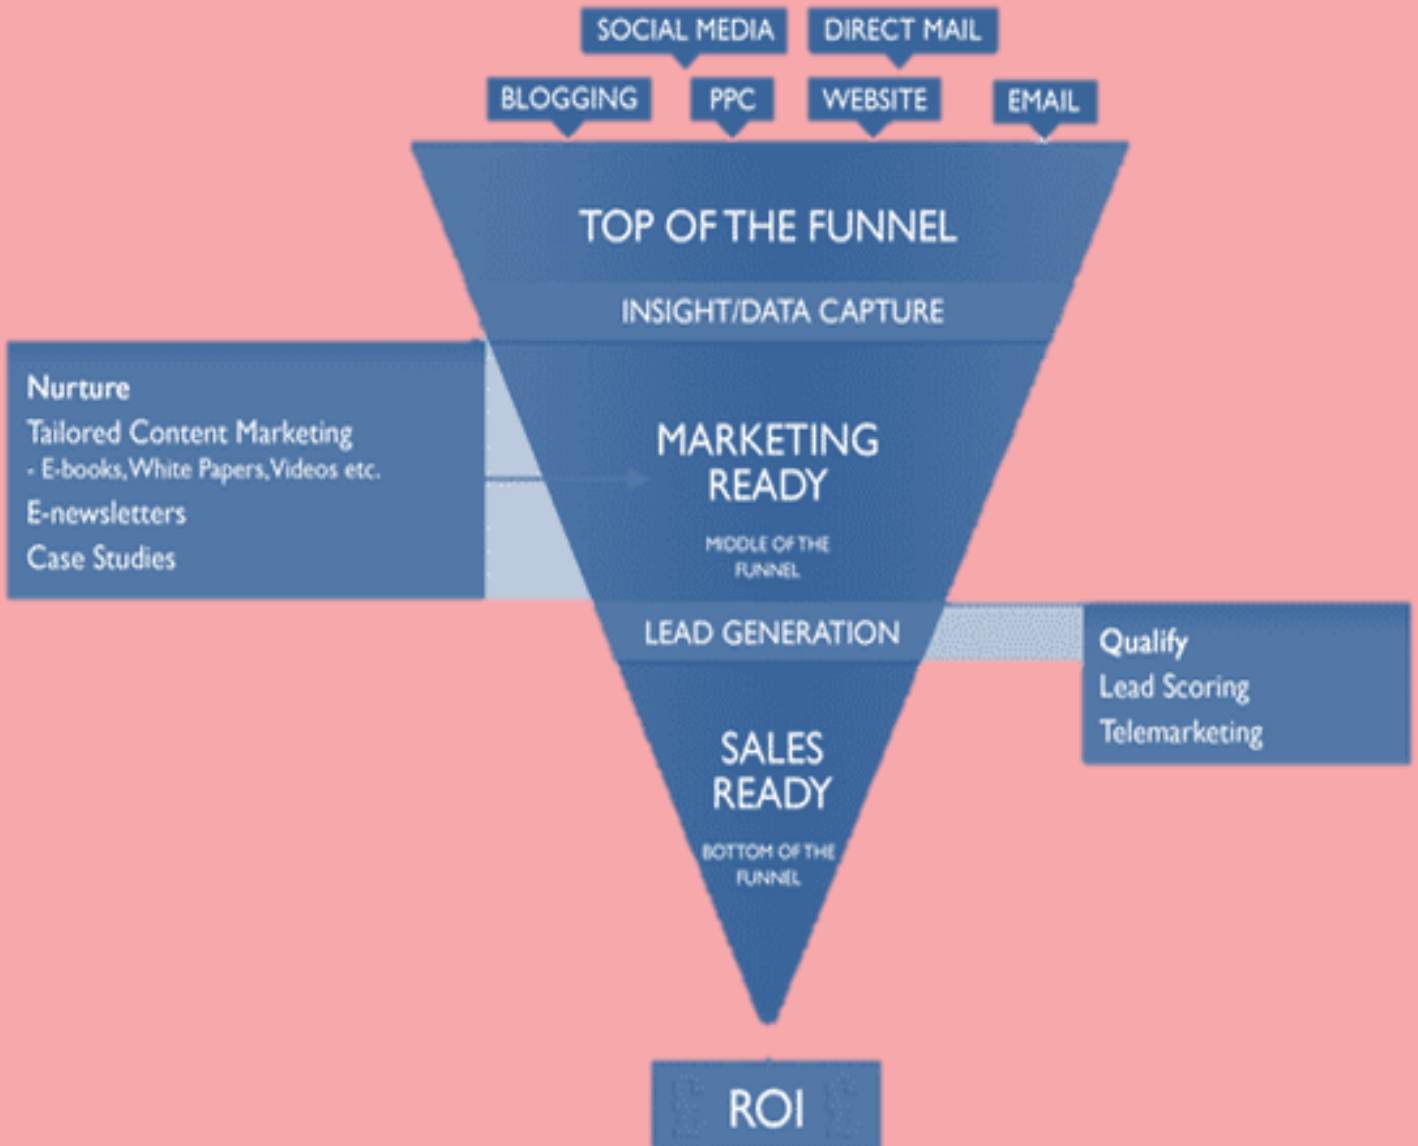 SOCIAL MEDIA DIRECT MAIL
BLOGGING PPC WEBSITE EMAIL
TOP OF THE FUNNEL
INSIGHT/DATA CAPTURE
Nurture
Tailored Content Marketing
- E-books, White Papers, Videos etc.
E-newsletters
Case Studies
MARKETING
READY
MIDDLE OF THE
FUNNEL
LEAD GENERATION
Qualify
Lead Scoring
Telemarketing
SALES
READY
BOTTOM OF THE
FUNNEL
£ ROI £